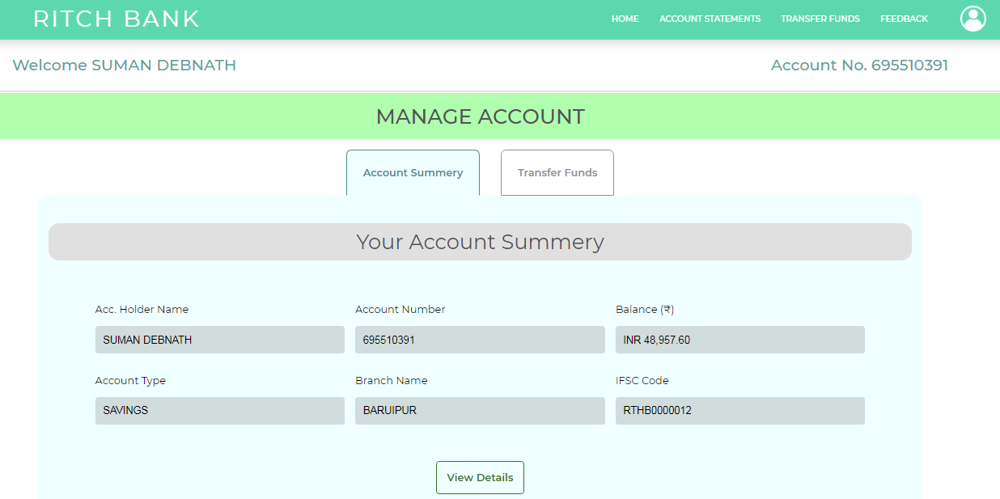 RITCH BANK HOME ACCOUNT STATEMENTS TRANSFER FUNDS FEEDBACK
Welcome SUMAN DEBNATH Account No. 695510391
MANAGE ACCOUNT
Account Summery Transfer Funds
Your Account Summery
Acc. Holder Name Account Number Balance (₹)
SUMAN DEBNATH 695510391 INR 48,957.60
Account Type Branch Name IFSC Code
SAVINGS BARUIPUR RTHB0000012
View Details